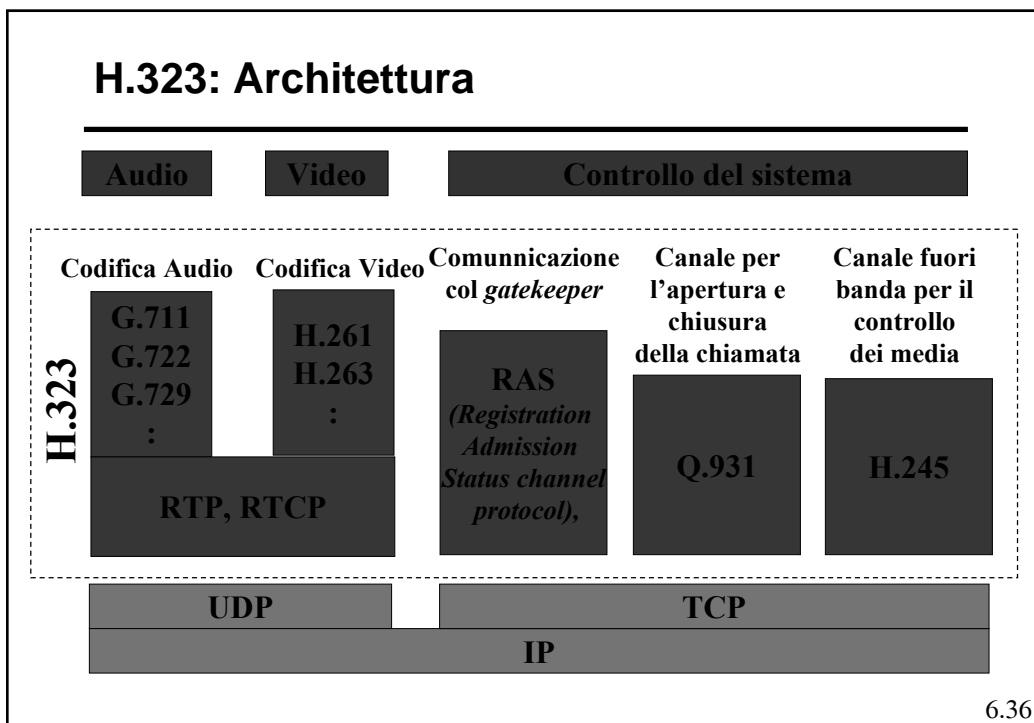 H.323: Architettura
Audio
Video
Controllo del sistema
H.323
Codifica Audio
G.711
G.722
G.729
:
Codifica Video
H.261
H.263
:
RTP, RTCP
Comunnicazione
col gatekeeper
RAS
(Registration
Admission
Status channel
protocol),
Canale per
l’apertura e
chiusura
della chiamata
Q.931
Canale fuori
banda per il
controllo
dei media
H.245
UDP
TCP
IP
6.36